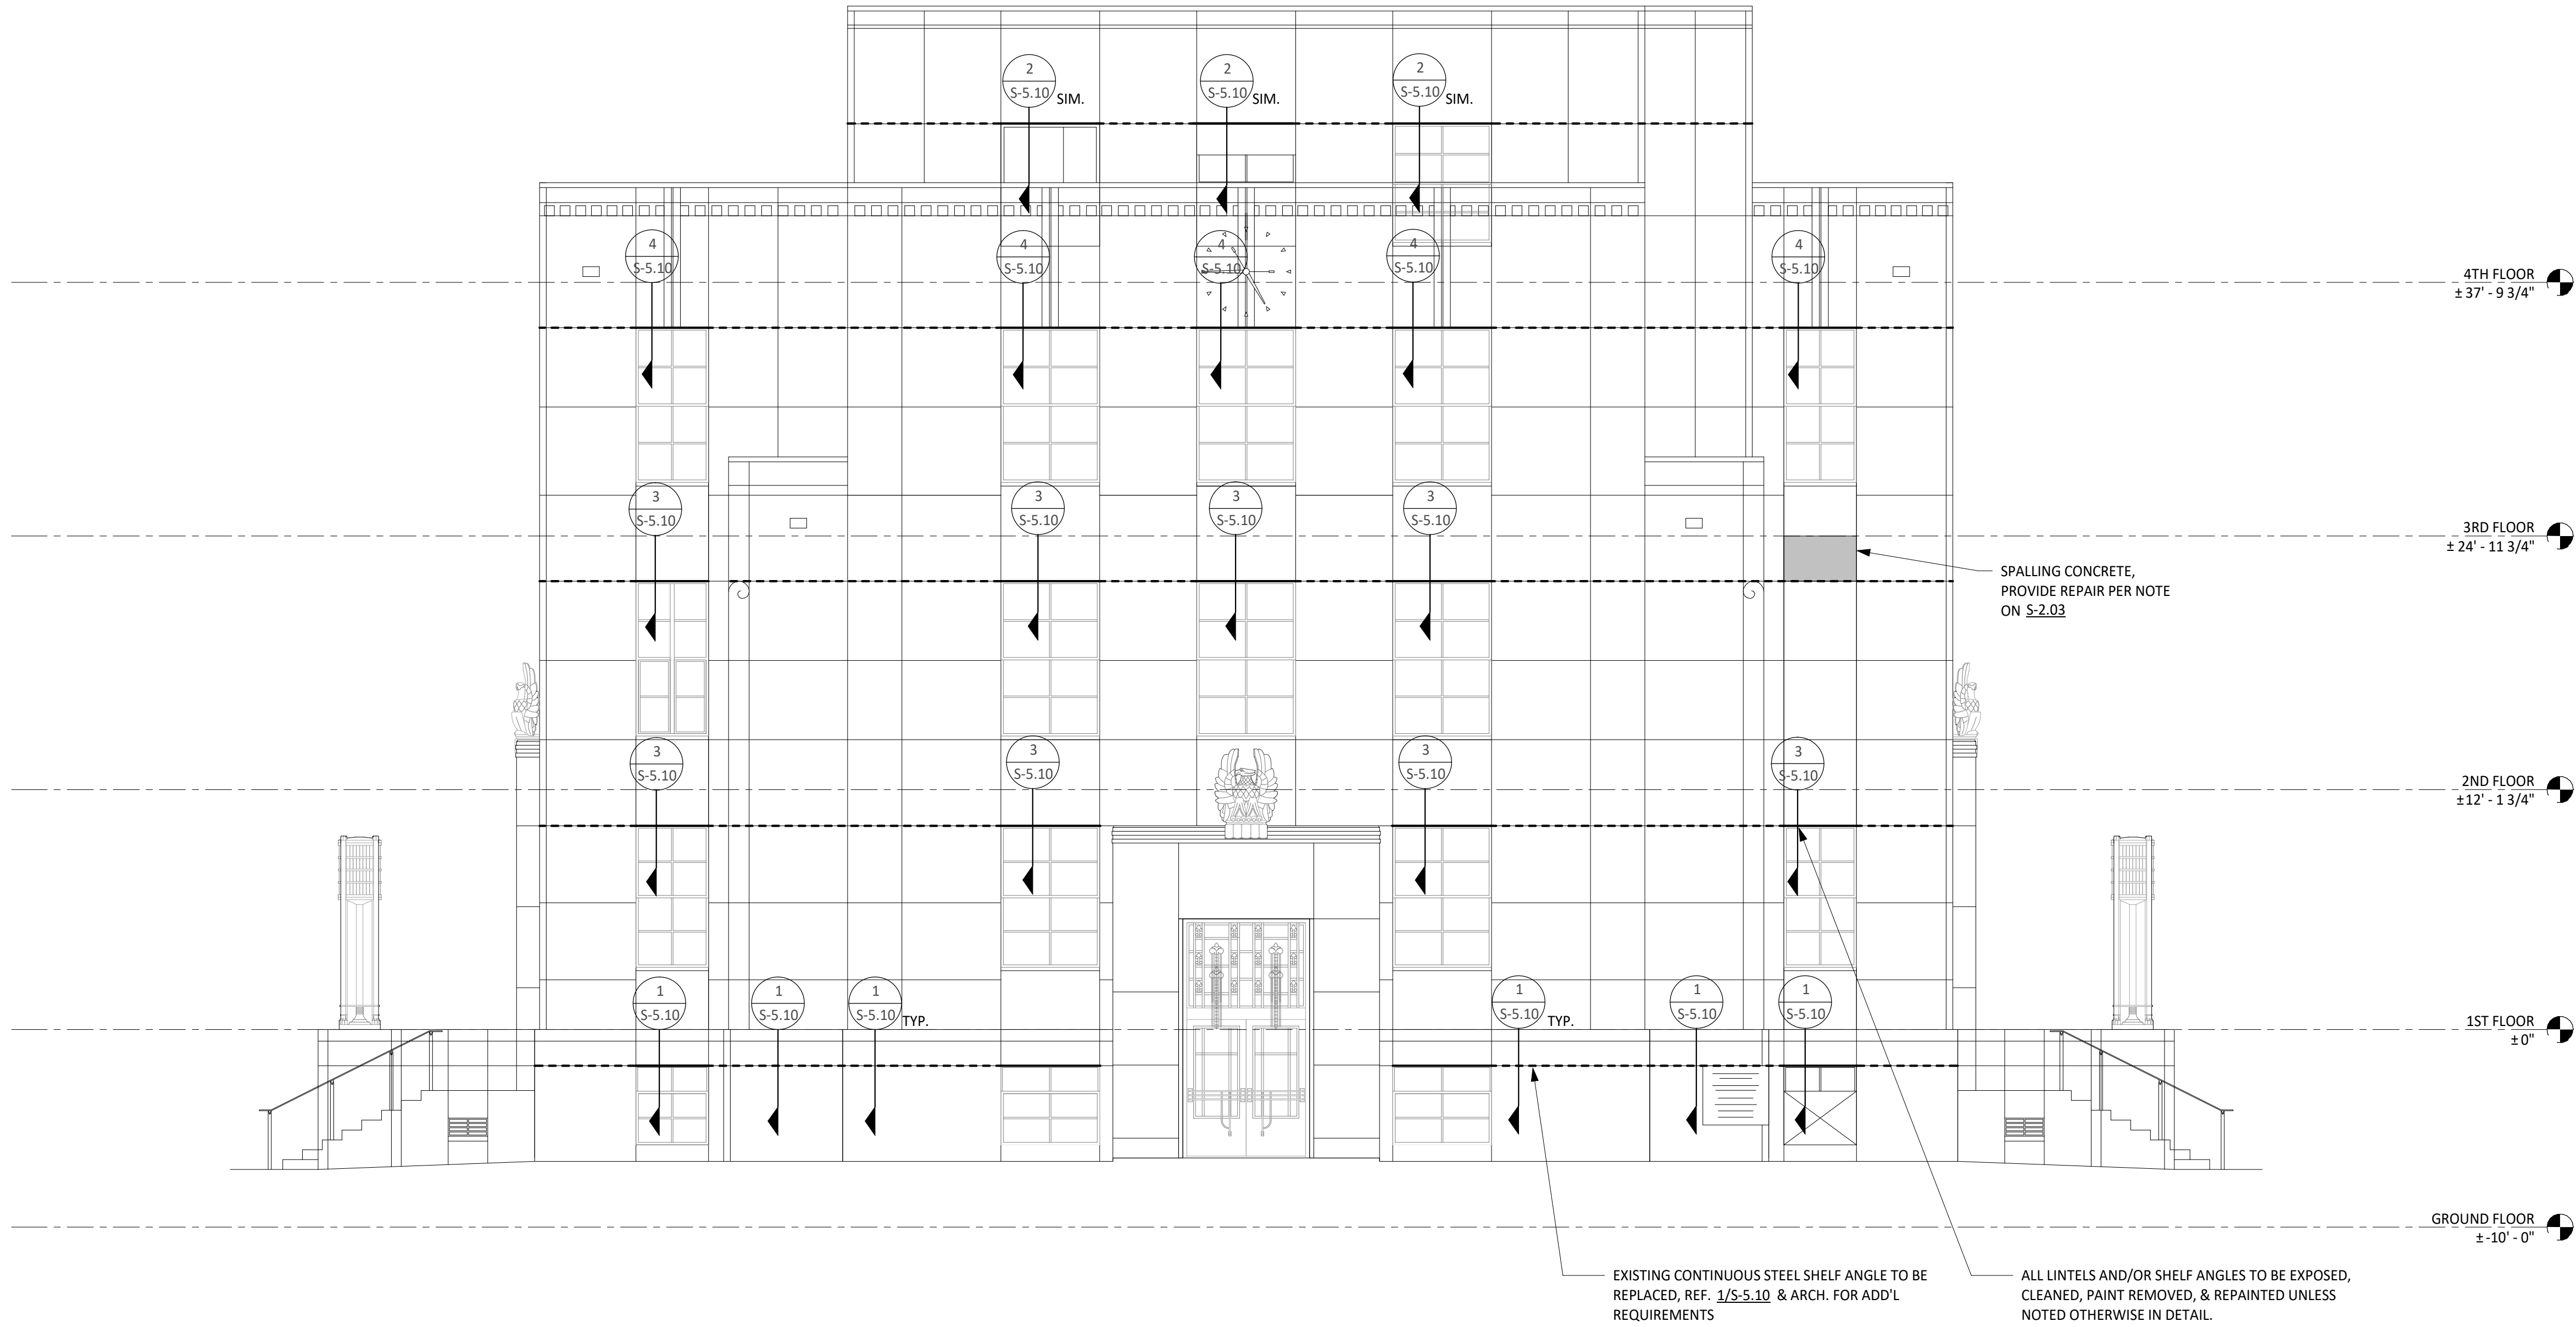 2
S-5.10 SIM.
2
S-5.10 SIM.
2
S-5.10 SIM.
4
S-5.10
4
S-5.10
4
S-5.10
4
S-5.10
4
S-5.10
4TH FLOOR
± 37' - 9 3/4"
3
S-5.10
3
S-5.10
3
S-5.10
3
S-5.10
3RD FLOOR
± 24' - 11 3/4"
SPALLING CONCRETE,
PROVIDE REPAIR PER NOTE
ON S-2.03
3
S-5.10
3
S-5.10
3
S-5.10
3
S-5.10
2ND FLOOR
±12' - 1 3/4"
1
S-5.10
1
S-5.10
1
S-5.10 TYP.
1
S-5.10 TYP.
1
S-5.10
1
S-5.10
1ST FLOOR
± 0"
GROUND FLOOR
± -10' - 0"
EXISTING CONTINUOUS STEEL SHELF ANGLE TO BE
REPLACED, REF. 1/S-5.10 & ARCH. FOR ADD'L
REQUIREMENTS
ALL LINTELS AND/OR SHELF ANGLES TO BE EXPOSED,
CLEANED, PAINT REMOVED, & REPAINTED UNLESS
NOTED OTHERWISE IN DETAIL.